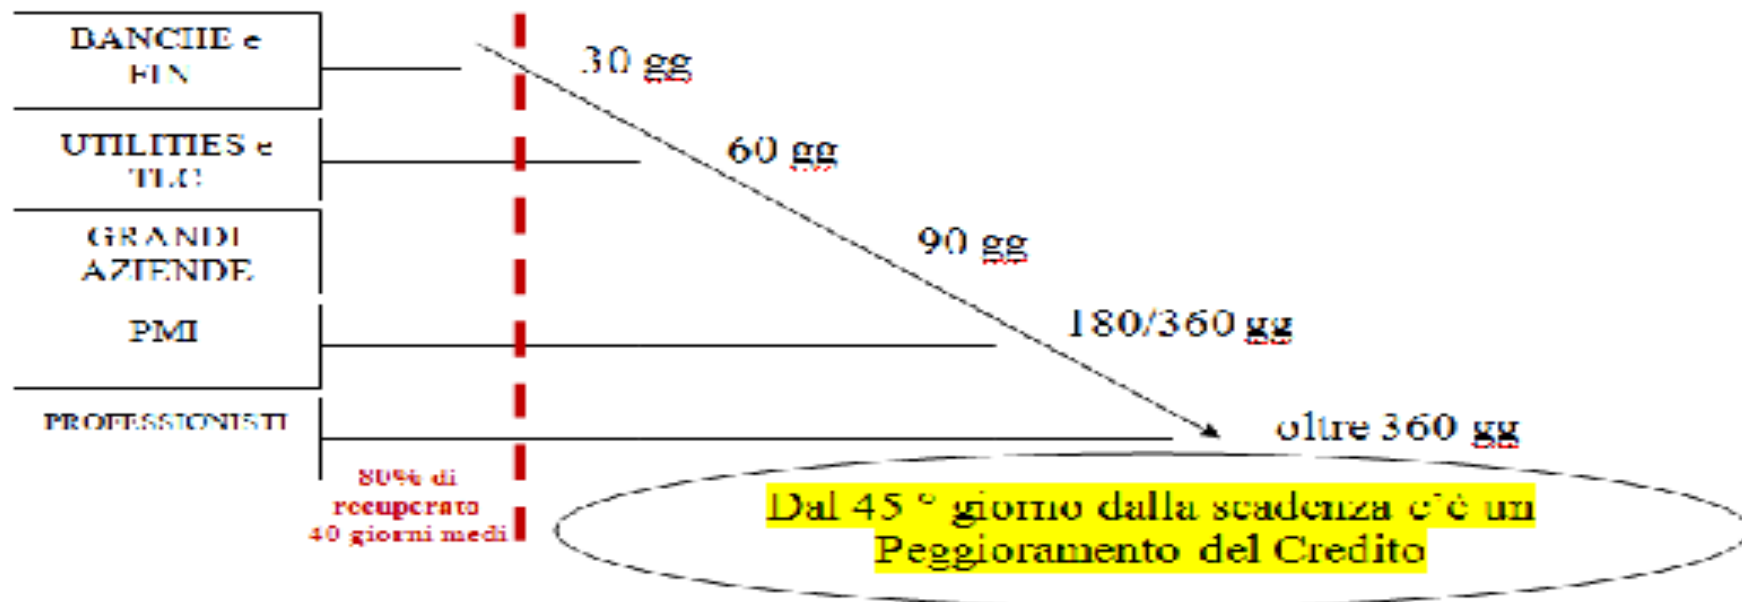 BANCHE e
FIN
30 gg
UTILITIES e
TLC
60 gg
GRANDI
AZIENDE
90 gg
PMI
180/360 gg
PROFESSIONISTI
oltre 360 gg
80% di
recuperato
40 giorni medi
Dal 45 ° giorno dalla scadenza c'è un
Peggioramento del Credito